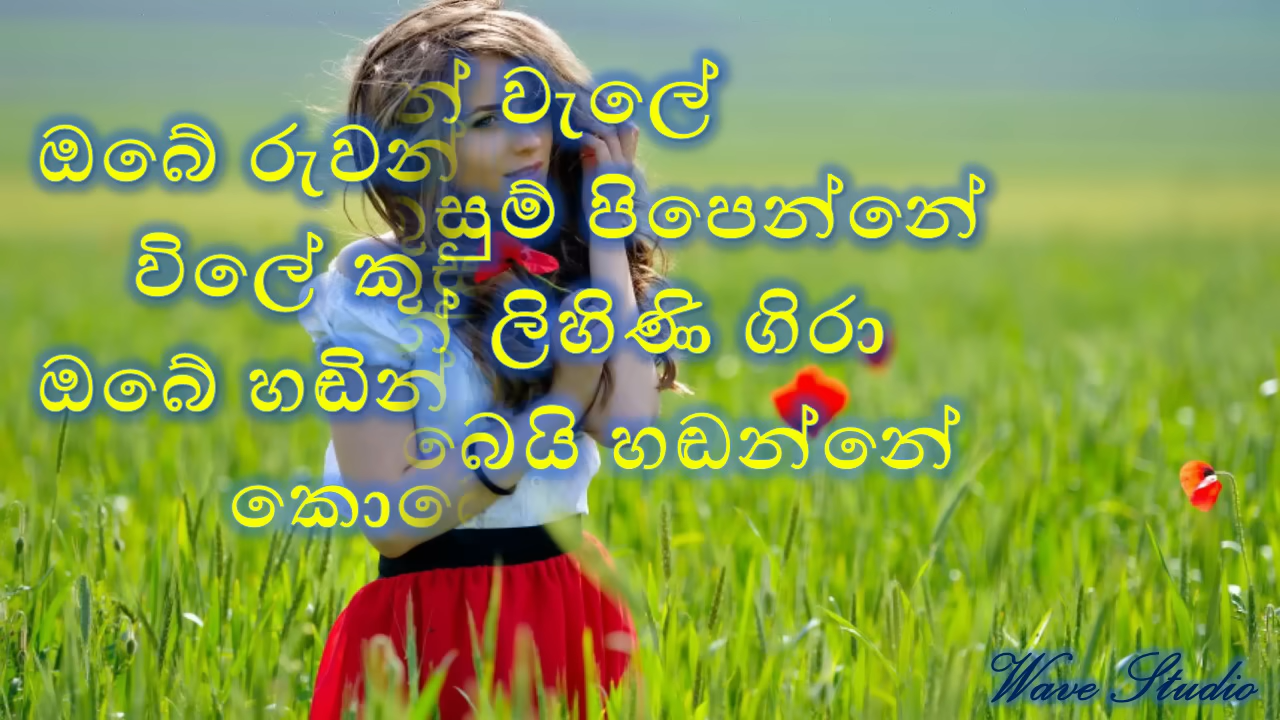 ඔබේ රුවන් වැලේ
විලේ කුසුම් පිපෙන්නේ
ඔබේ හඬින් ලිහිණි ගිරා
කොබෙයි හඬන්නේ
Wave Studio